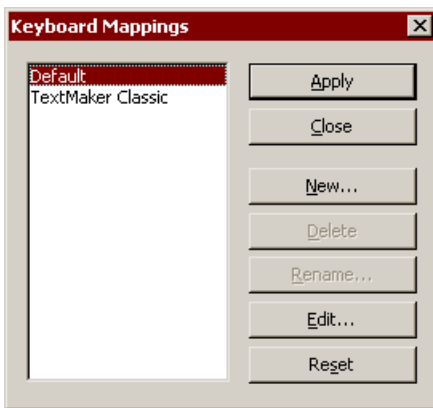 Keyboard Mappings
Default
TextMaker Classic
Apply
Close
New...
Delete
Rename...
Edit...
Reset